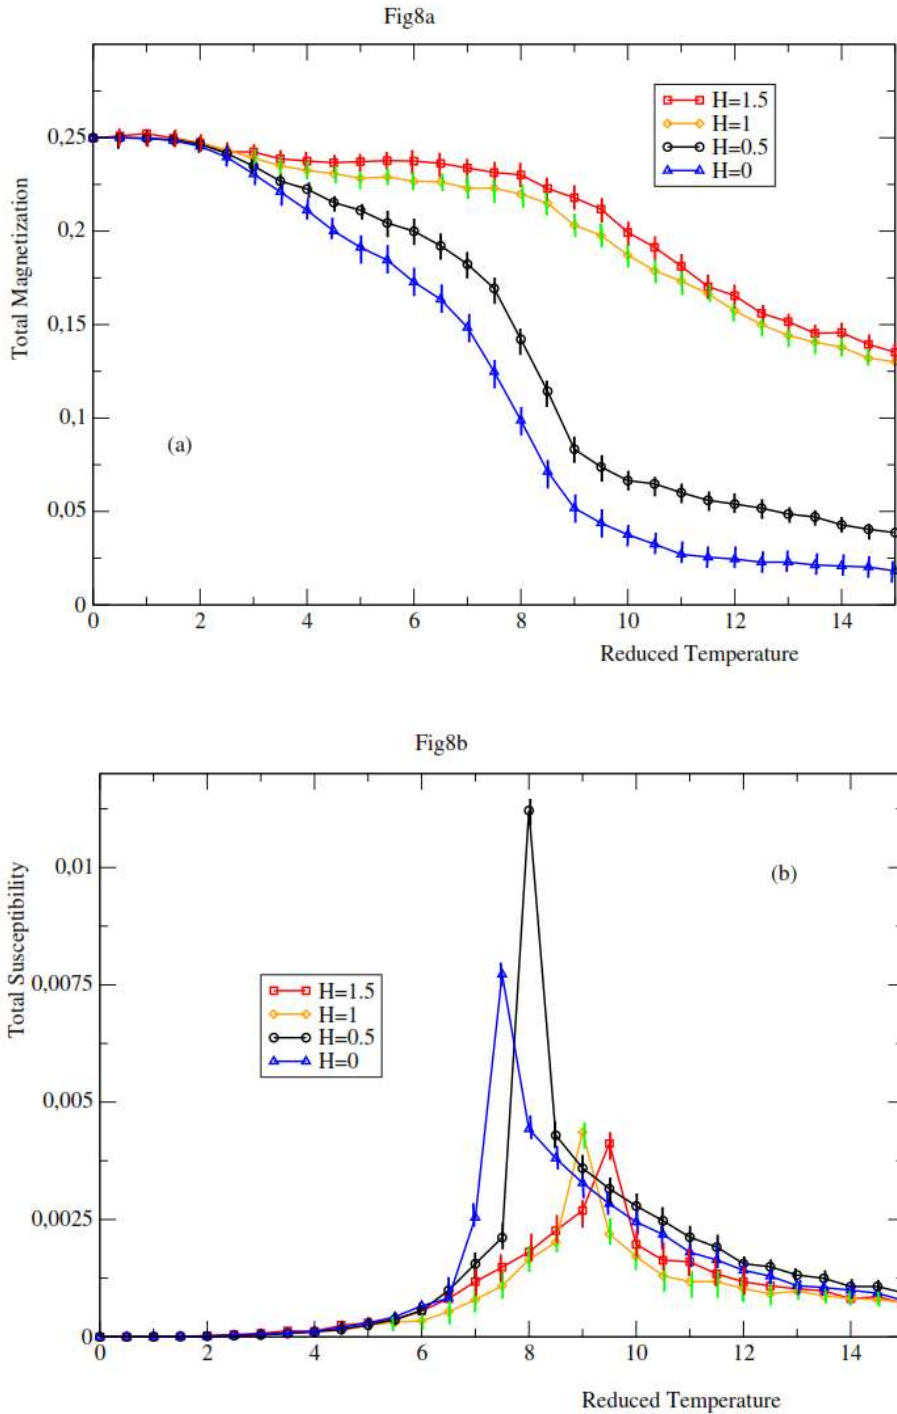 Fig8a
H=1.5
H=1
H=0.5
H=0
Total Magnetization
0,25
0,2
0,15
0,1
0,05
0
(a)
0 2 4 6 8 10 12 14
Reduced Temperature
Fig8b
Total Susceptibility
0,01
0,0075
0,005
0,0025
0
(b)
H=1.5
H=1
H=0.5
H=0
0 2 4 6 8 10 12 14
Reduced Temperature